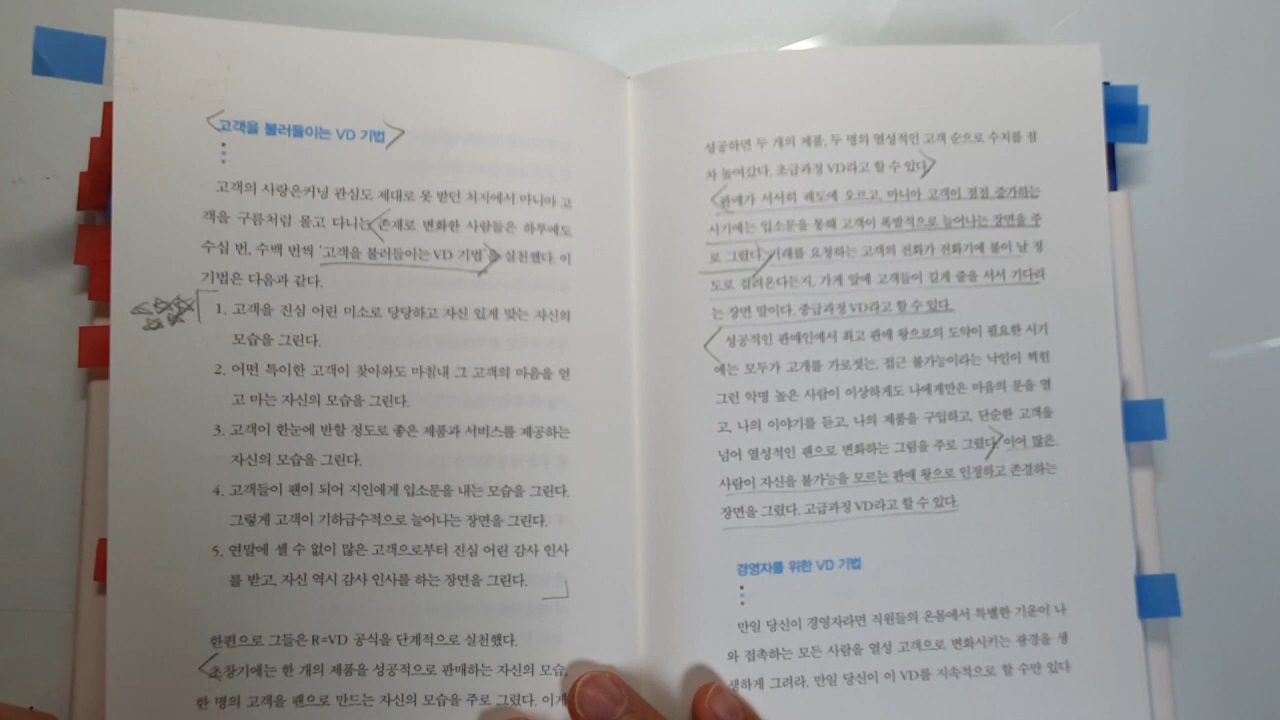 고객을 불러들이는 VD 기법
고객의 사랑은커녕 관심도 제대로 못 받던 처지에서 마니아 고
객을 구름처럼 몰고 다니는 존재로 변화한 사람들은 하루에도
수십 번, 수백 번씩 '고객을 불러들이는 VD 기법'을 실천했다. 이
기법은 다음과 같다.
1. 고객을 진심 어린 미소로 당당하고 자신 있게 맞는 자신의
모습을 그린다.
2. 어떤 특이한 고객이 찾아와도 마침내 그 고객의 마음을 얻
고 마는 자신의 모습을 그린다.
3. 고객이 한눈에 반할 정도로 좋은 제품과 서비스를 제공하는
자신의 모습을 그린다.
4. 고객들이 팬이 되어 지인에게 입소문을 내는 모습을 그린다.
그렇게 고객이 기하급수적으로 늘어나는 장면을 그린다.
5. 연말에 셀 수 없이 많은 고객으로부터 진심 어린 감사 인사
를 받고, 자신 역시 감사 인사를 하는 장면을 그린다.
한편으로 그들은 R=VD 공식을 단계적으로 실천했다.
초창기에는 한 개의 제품을 성공적으로 판매하는 자신의 모습,
한 명의 고객을 팬으로 만드는 자신의 모습을 주로 그렸다. 이게
성공하면 두 개의 제품, 두 명의 열성적인 고객 순으로 수치를 점
차 높여갔다. 초급과정 VD라고 할 수 있다.
판매가 서서히 궤도에 오르고, 마니아 고객이 점점 증가하는
시기에는 입소문을 통해 고객이 폭발적으로 늘어나는 장면을 주
로 그렸다. 거래를 요청하는 고객의 전화가 전화기에 불이 날 정
도로 걸려온다든지, 가게 앞에 고객들이 길게 줄을 서서 기다리
는 장면 말이다. 중급과정 VD라고 할 수 있다.
성공적인 판매인에서 최고 판매 왕으로의 도약이 필요한 시기
에는 모두가 고개를 가로젓는, 접근 불가능이라는 낙인이 찍힌
그런 악명 높은 사람이 이상하게도 나에게만은 마음의 문을 열
고, 나의 이야기를 듣고, 나의 제품을 구입하고, 단순한 고객을
넘어 열성적인 팬으로 변화하는 그림을 주로 그렸다. 이어 많은
사람이 자신을 불가능을 모르는 판매 왕으로 인정하고 존경하는
장면을 그렸다. 고급과정 VD라고 할 수 있다.
경영자를 위한 VD 기법
만일 당신이 경영자라면 직원들의 온몸에서 특별한 기운이 나
와 접촉하는 모든 사람을 열성 고객으로 변화시키는 광경을 생
생하게 그려라. 만일 당신이 이 VD를 지속적으로 할 수만 있다